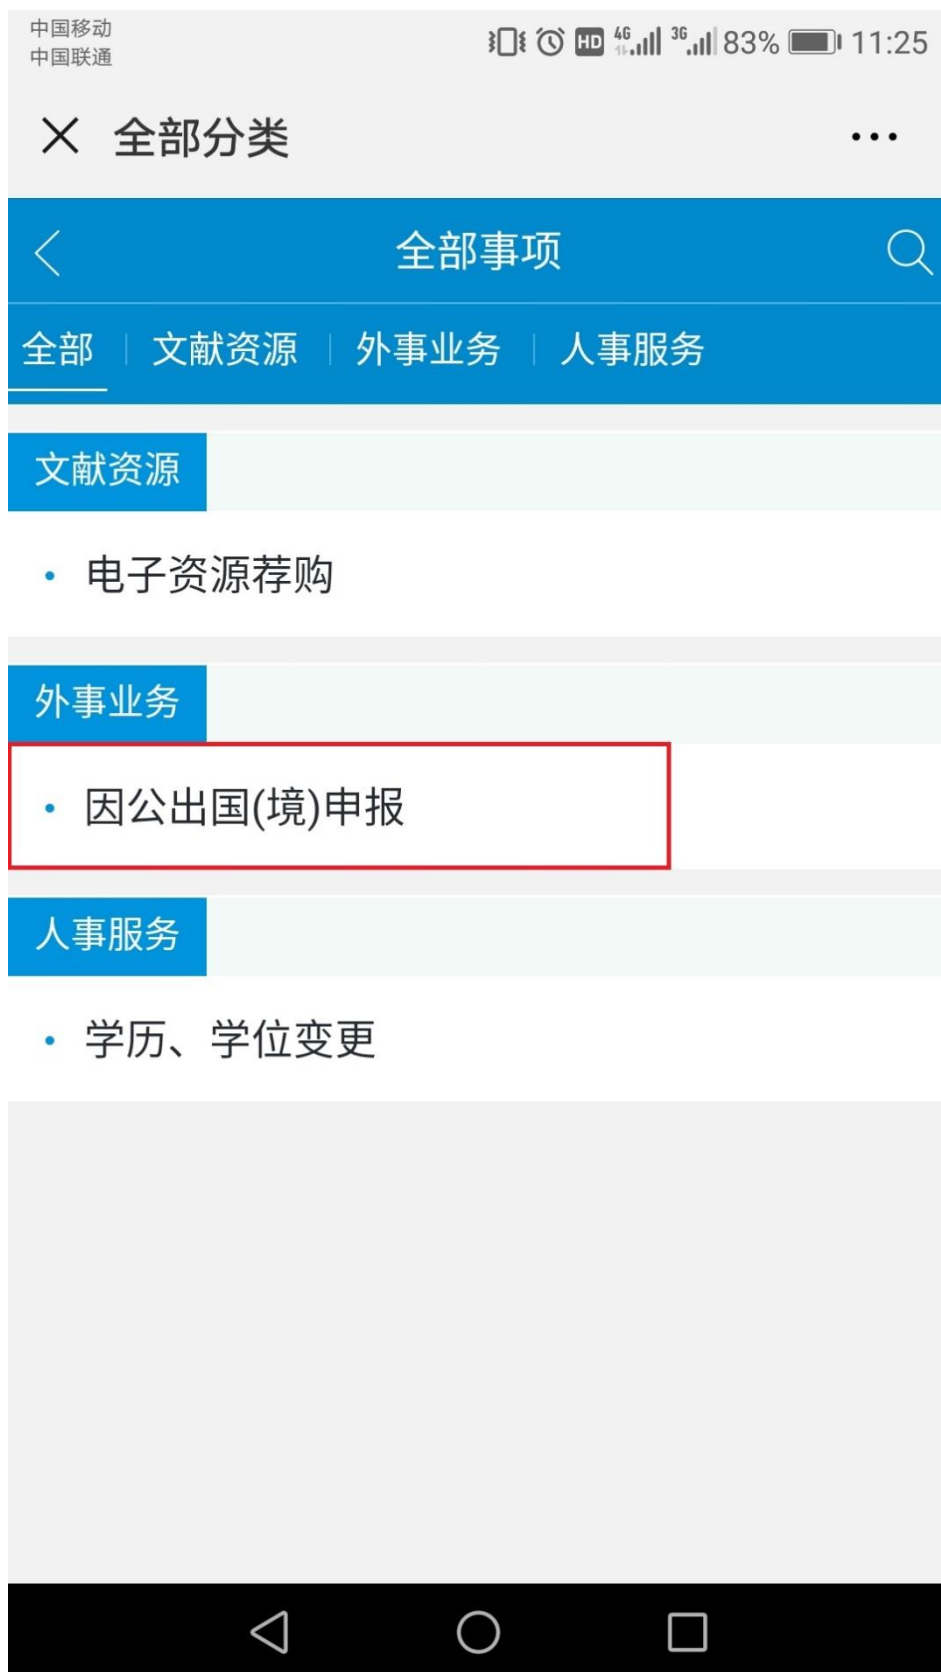 中国移动
中国联通
HD 4G 3G 83% 11:25
全部分类
全部事项
全部 文献资源 外事业务 人事服务
文献资源
• 电子资源荐购
外事业务
• 因公出国(境)申报
人事服务
• 学历、学位变更